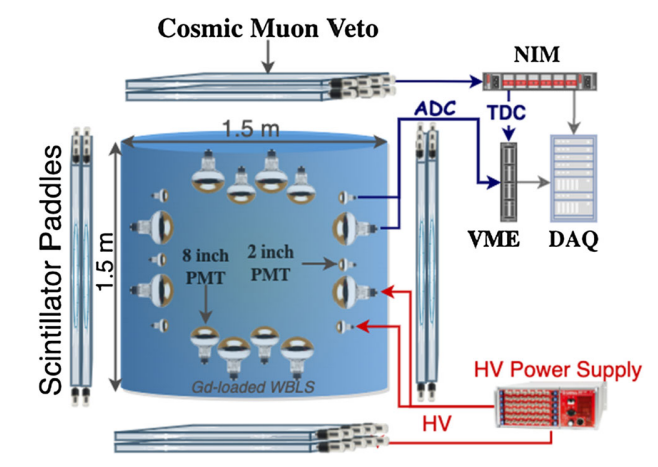 Cosmic Muon Veto
NIM
ADC
TDC
1.5 m
Scintillator Paddles
1.5 m
8 inch
PMT
2 inch
PMT
VME
DAQ
Gd-loaded WBLS
HV Power Supply
HV